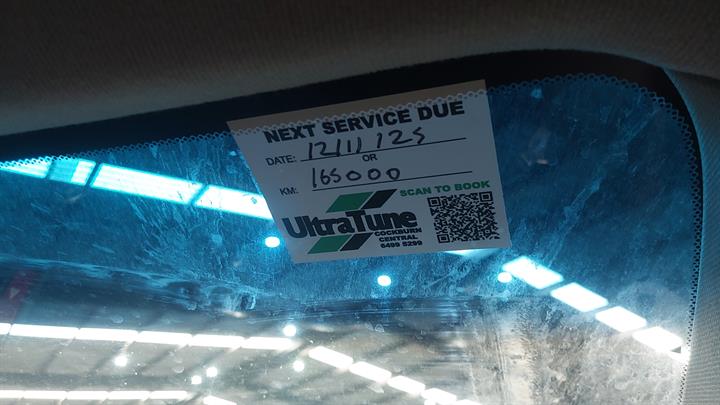 NEXT SERVICE DUE
DATE: 12/11/25
OR
KM: 165000
SCAN TO BOOK
UltraTune
COCKBURN
CENTRAL
6499 5299